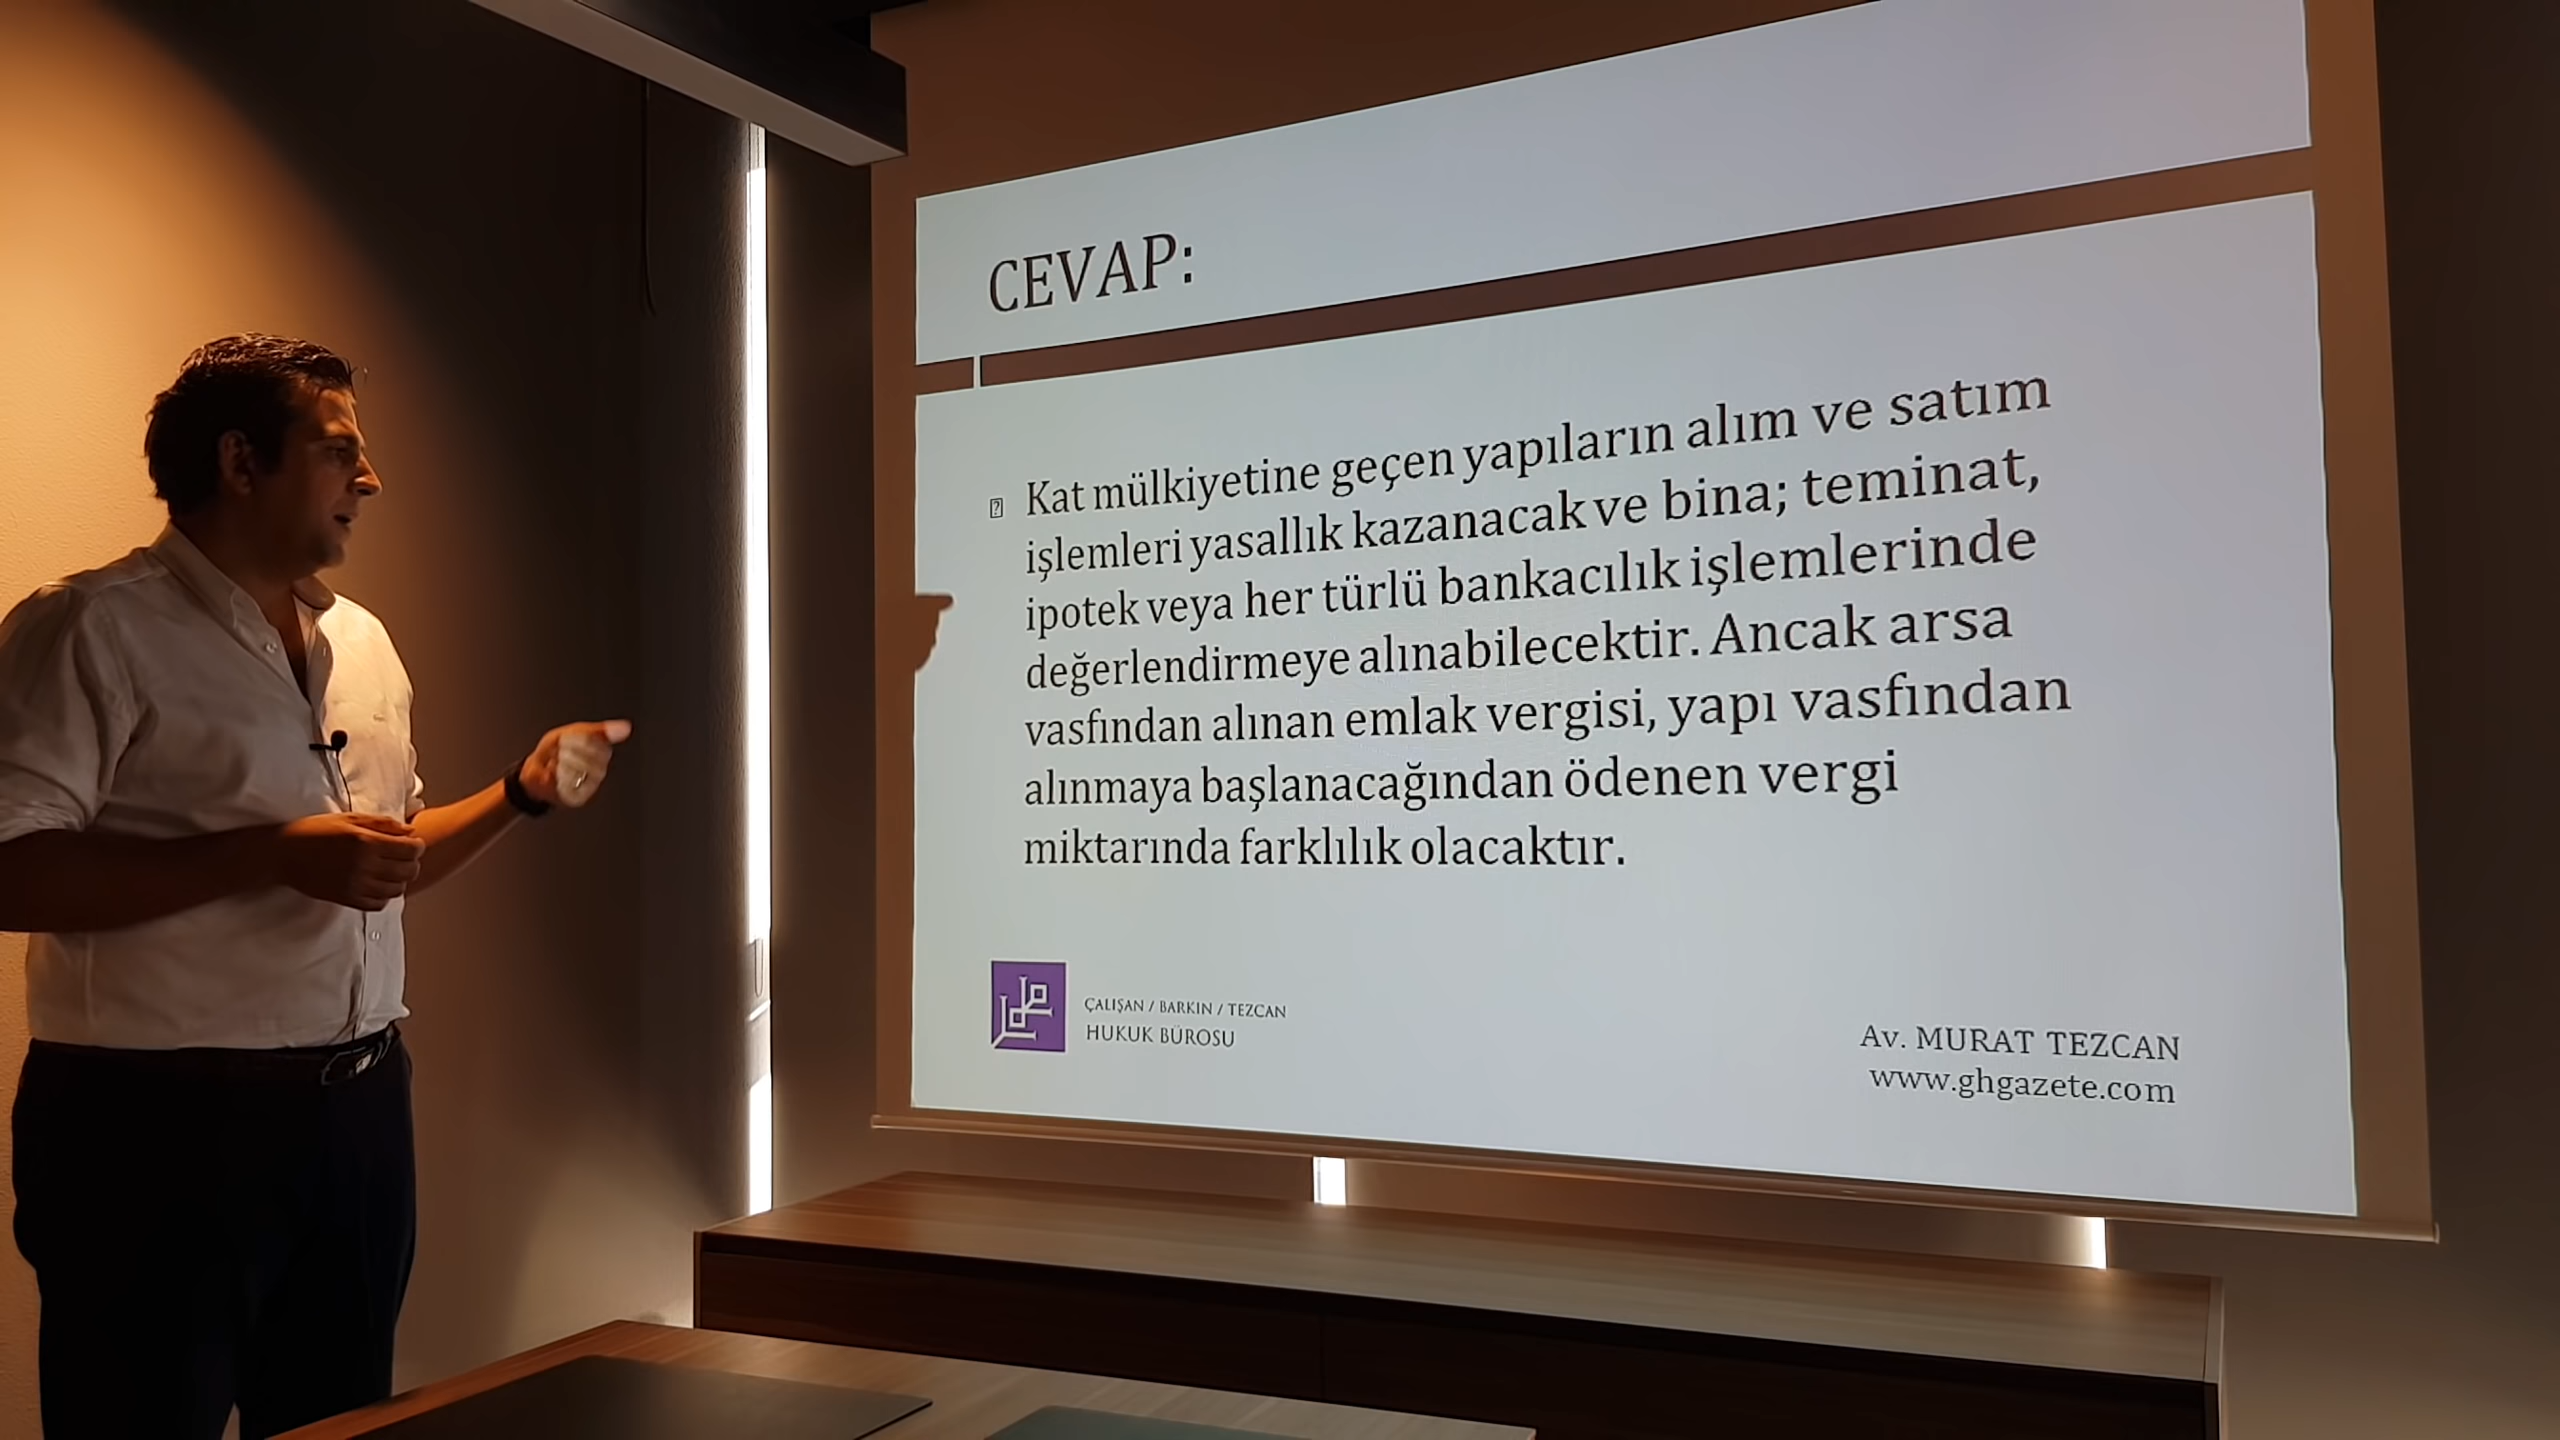 CEVAP:
Kat mülkiyetine geçen yapıların alım ve satım
işlemleri yasallık kazanacak ve bina; teminat,
ipotek veya her türlü bankacılık işlemlerinde
değerlendirmeye alınabilecektir. Ancak arsa
vasfından alınan emlak vergisi, yapı vasfından
alınmaya başlanacağından ödenen vergi
miktarında farklılık olacaktır.
ÇALIŞAN / BARKIN / TEZCAN
HUKUK BÜROSU
Av. MURAT TEZCAN
www.ghgazete.com